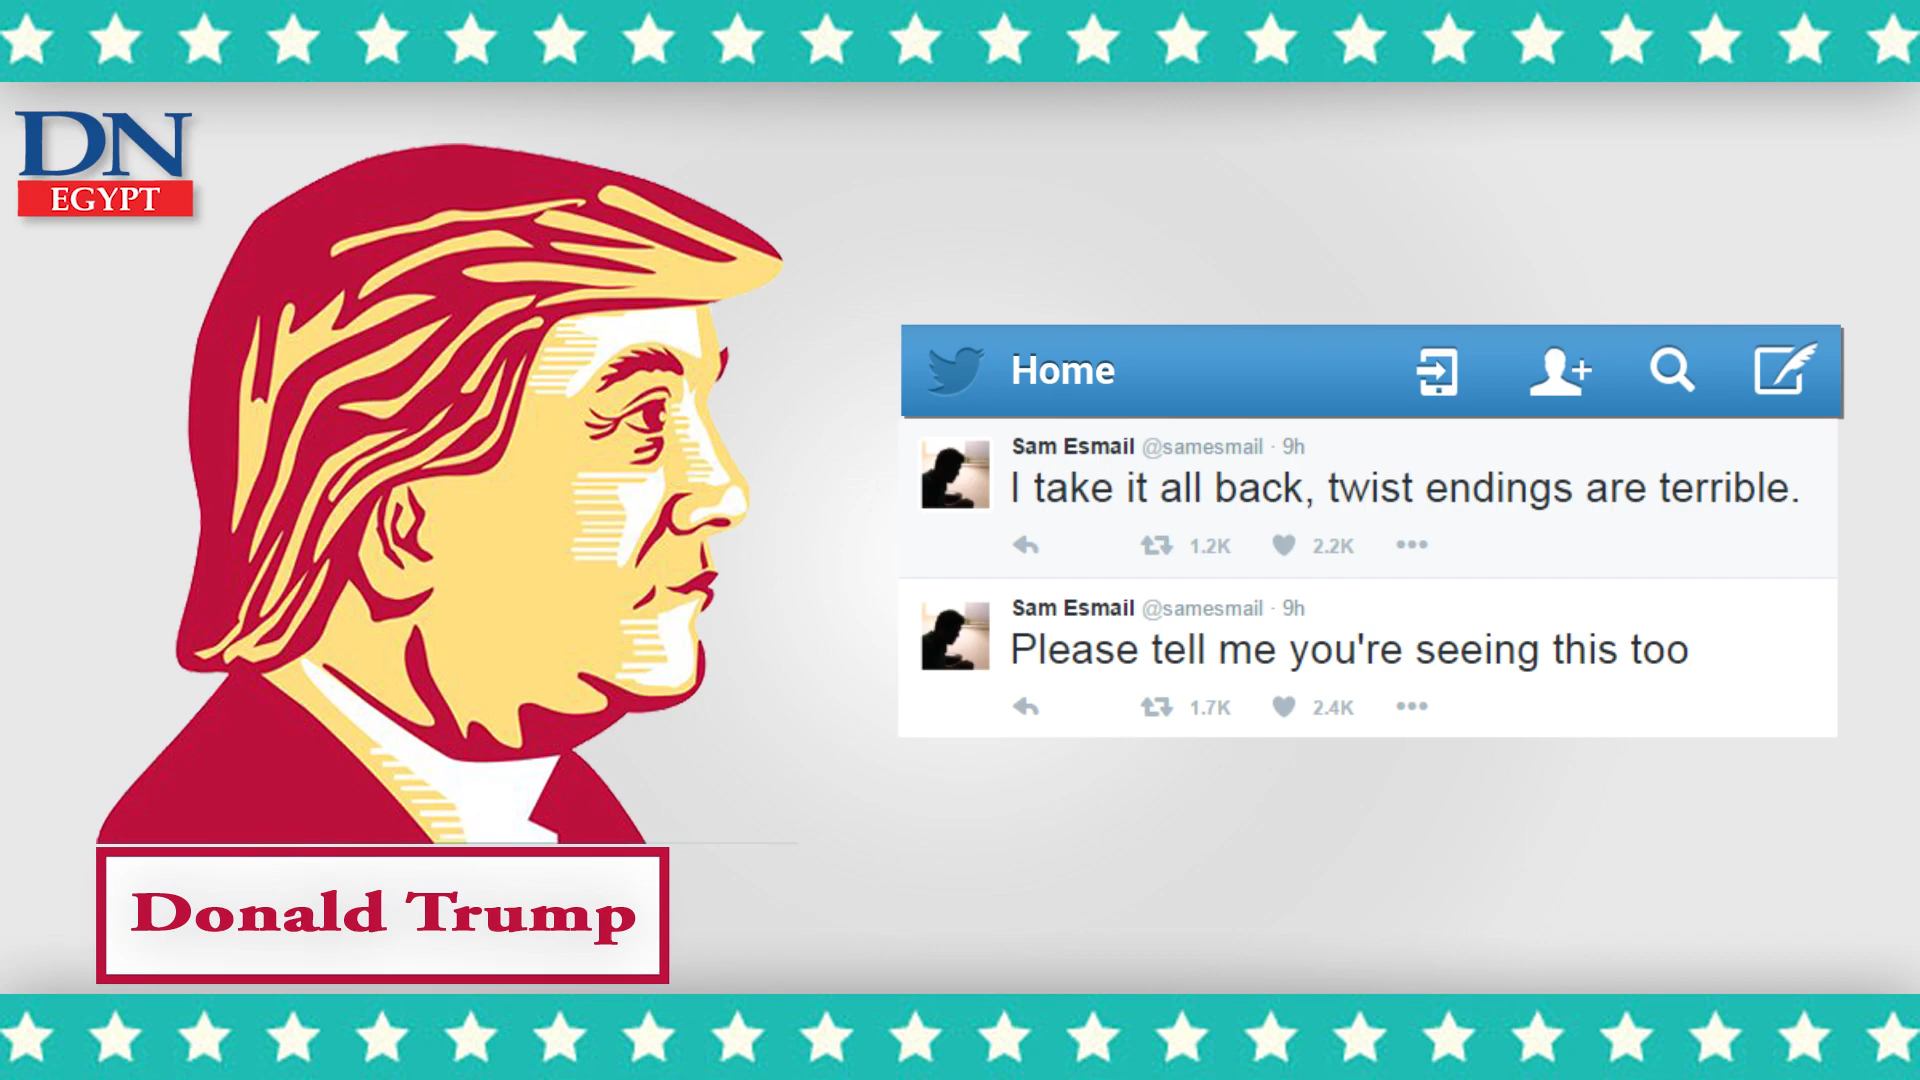 DN
EGYPT
Home
Sam Esmail @samesmail · 9h
I take it all back, twist endings are terrible.
1.2K 2.2K
Sam Esmail @samesmail · 9h
Please tell me you're seeing this too
1.7K 2.4K
Donald Trump